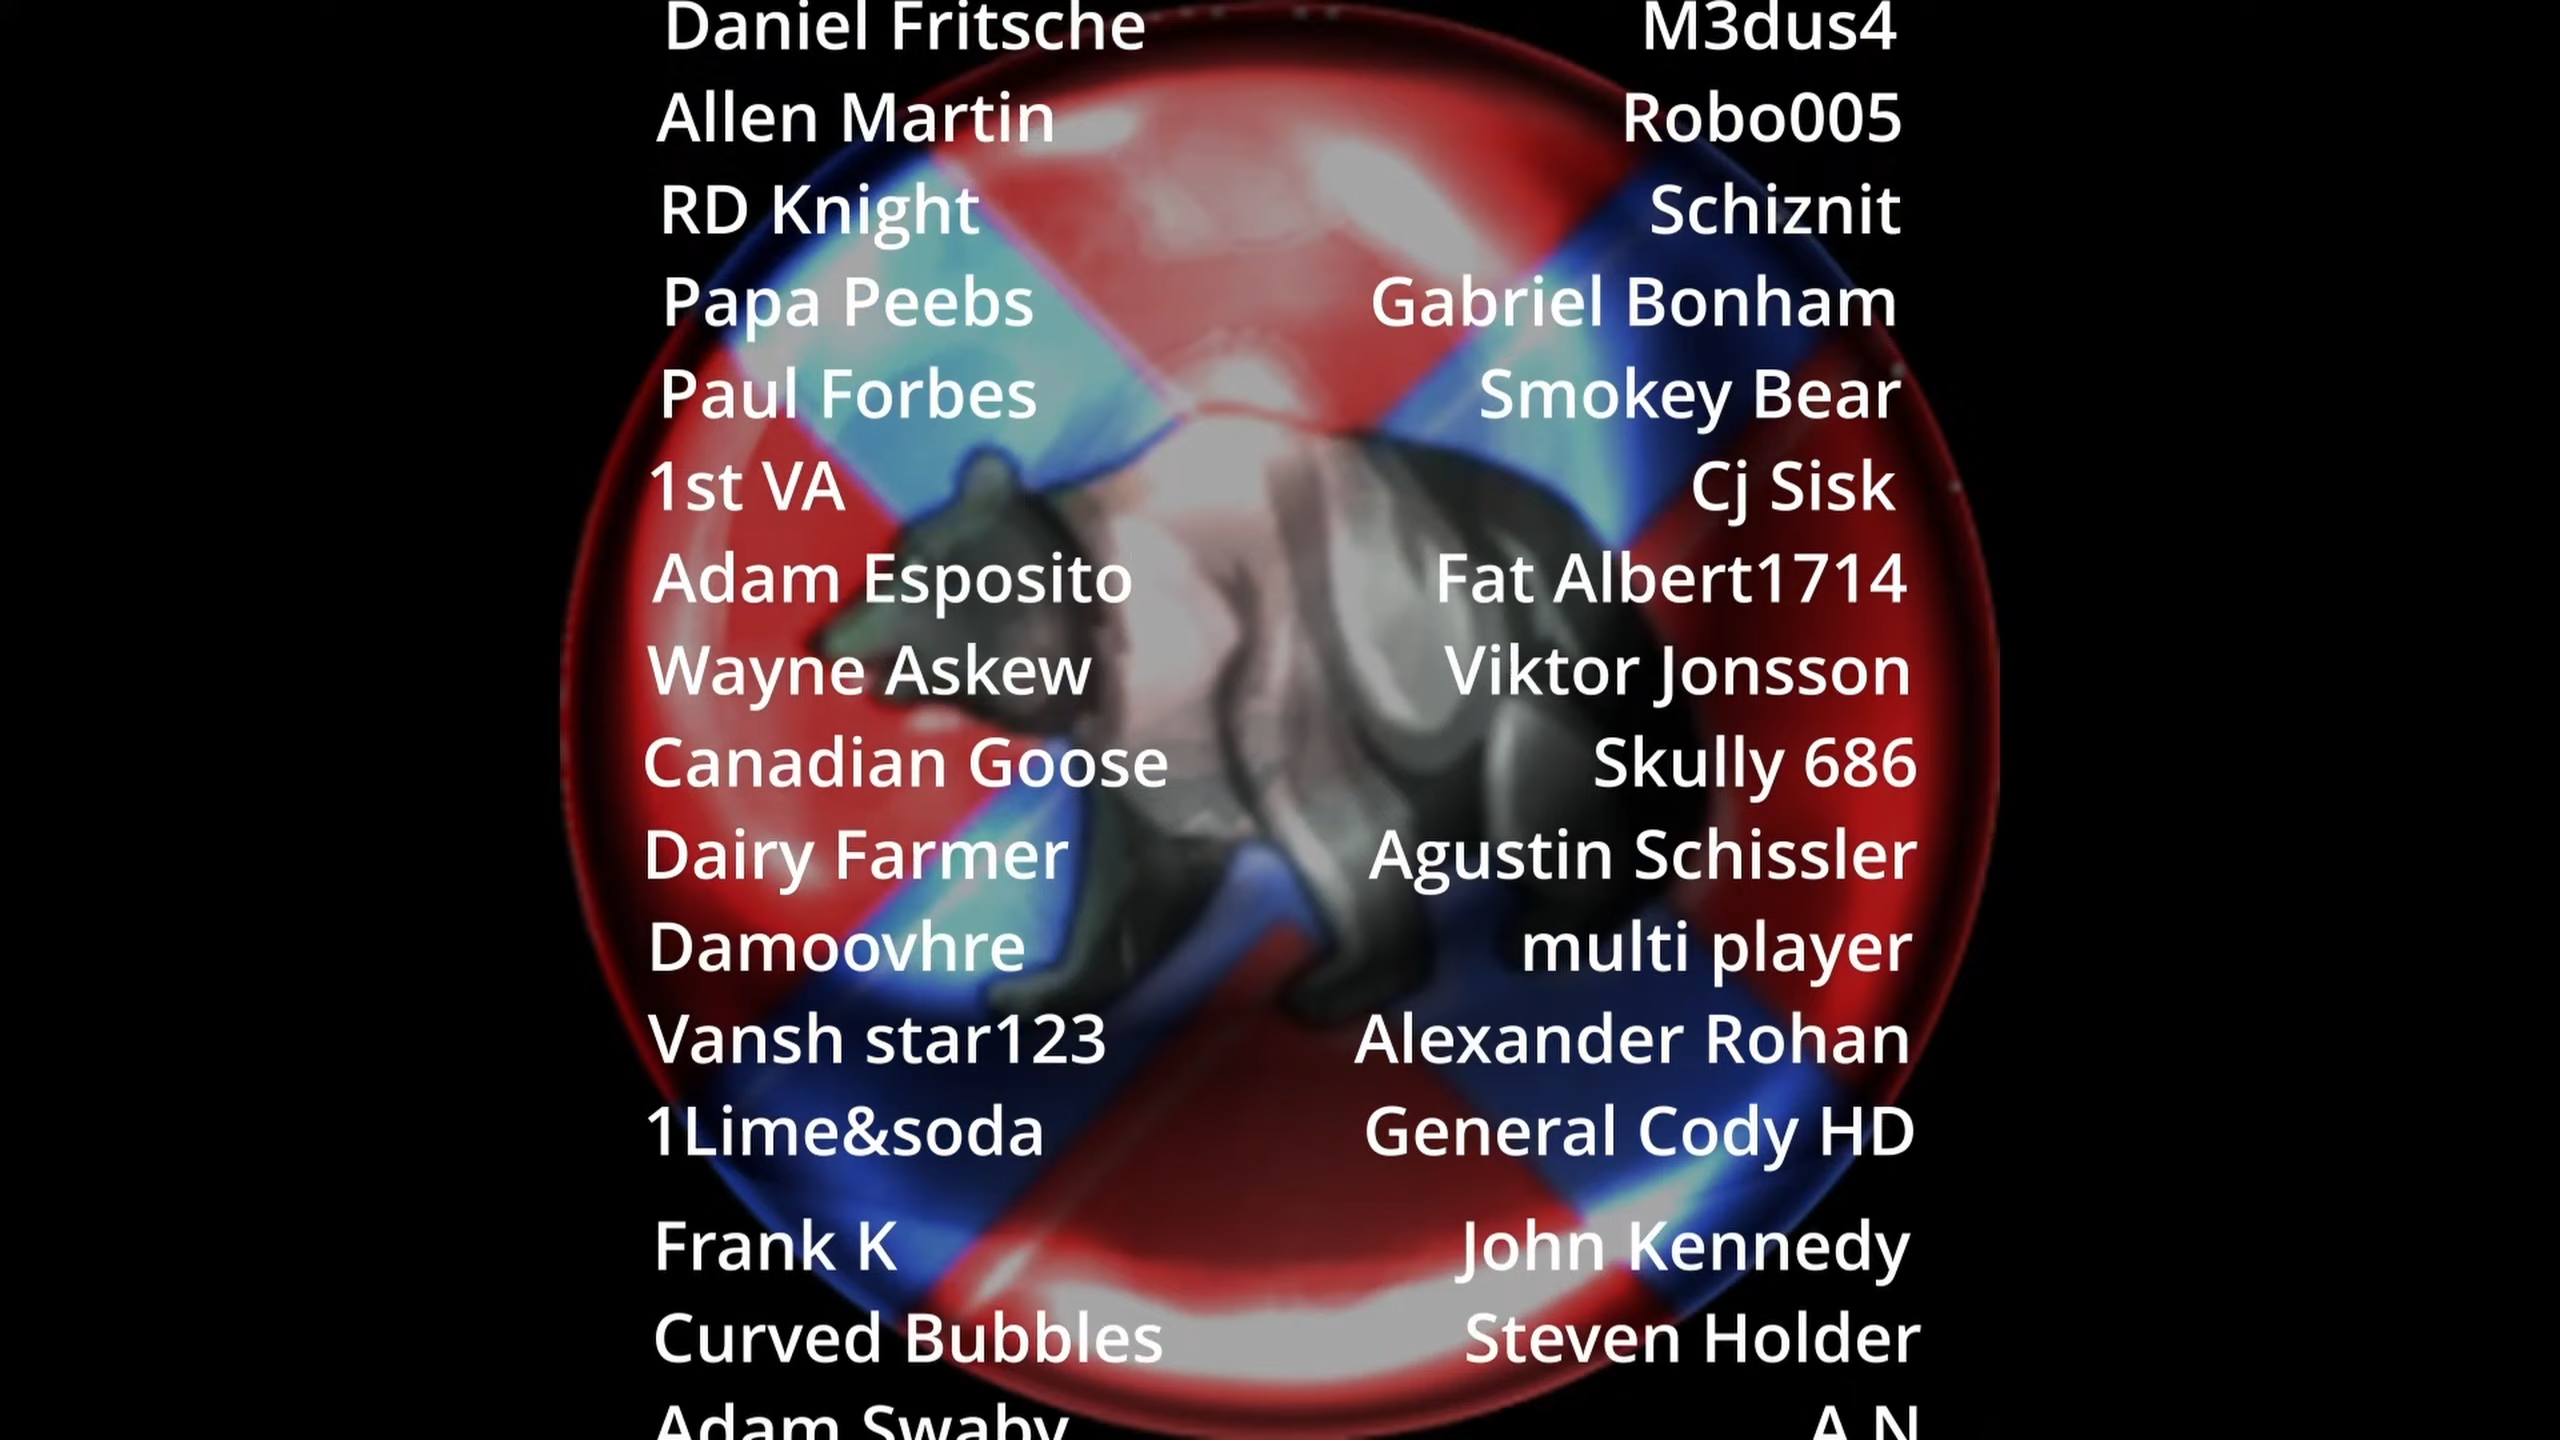 Daniel Fritsche M3dus4
Allen Martin Robo005
RD Knight Schiznit
Papa Peebs Gabriel Bonham
Paul Forbes Smokey Bear
1st VA Cj Sisk
Adam Esposito Fat Albert1714
Wayne Askew Viktor Jonsson
Canadian Goose Skully 686
Dairy Farmer Agustin Schissler
Damoovhre multi player
Vansh star123 Alexander Rohan
1Lime&soda General Cody HD
Frank K John Kennedy
Curved Bubbles Steven Holder
Adam Swaby A N